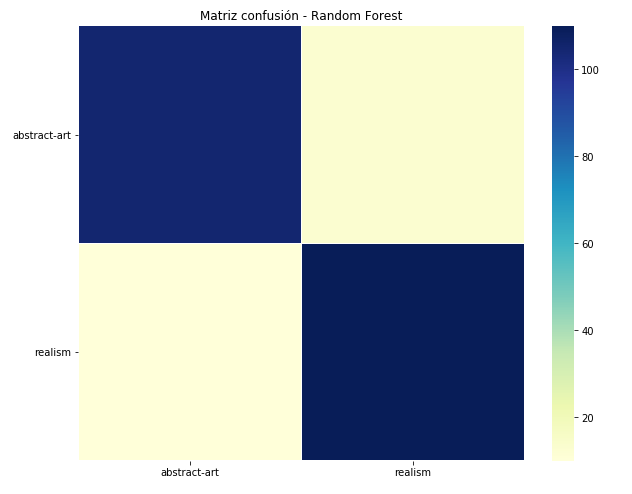 Matriz confusión - Random Forest
abstract-art
realism
abstract-art
realism
100
80
60
40
20